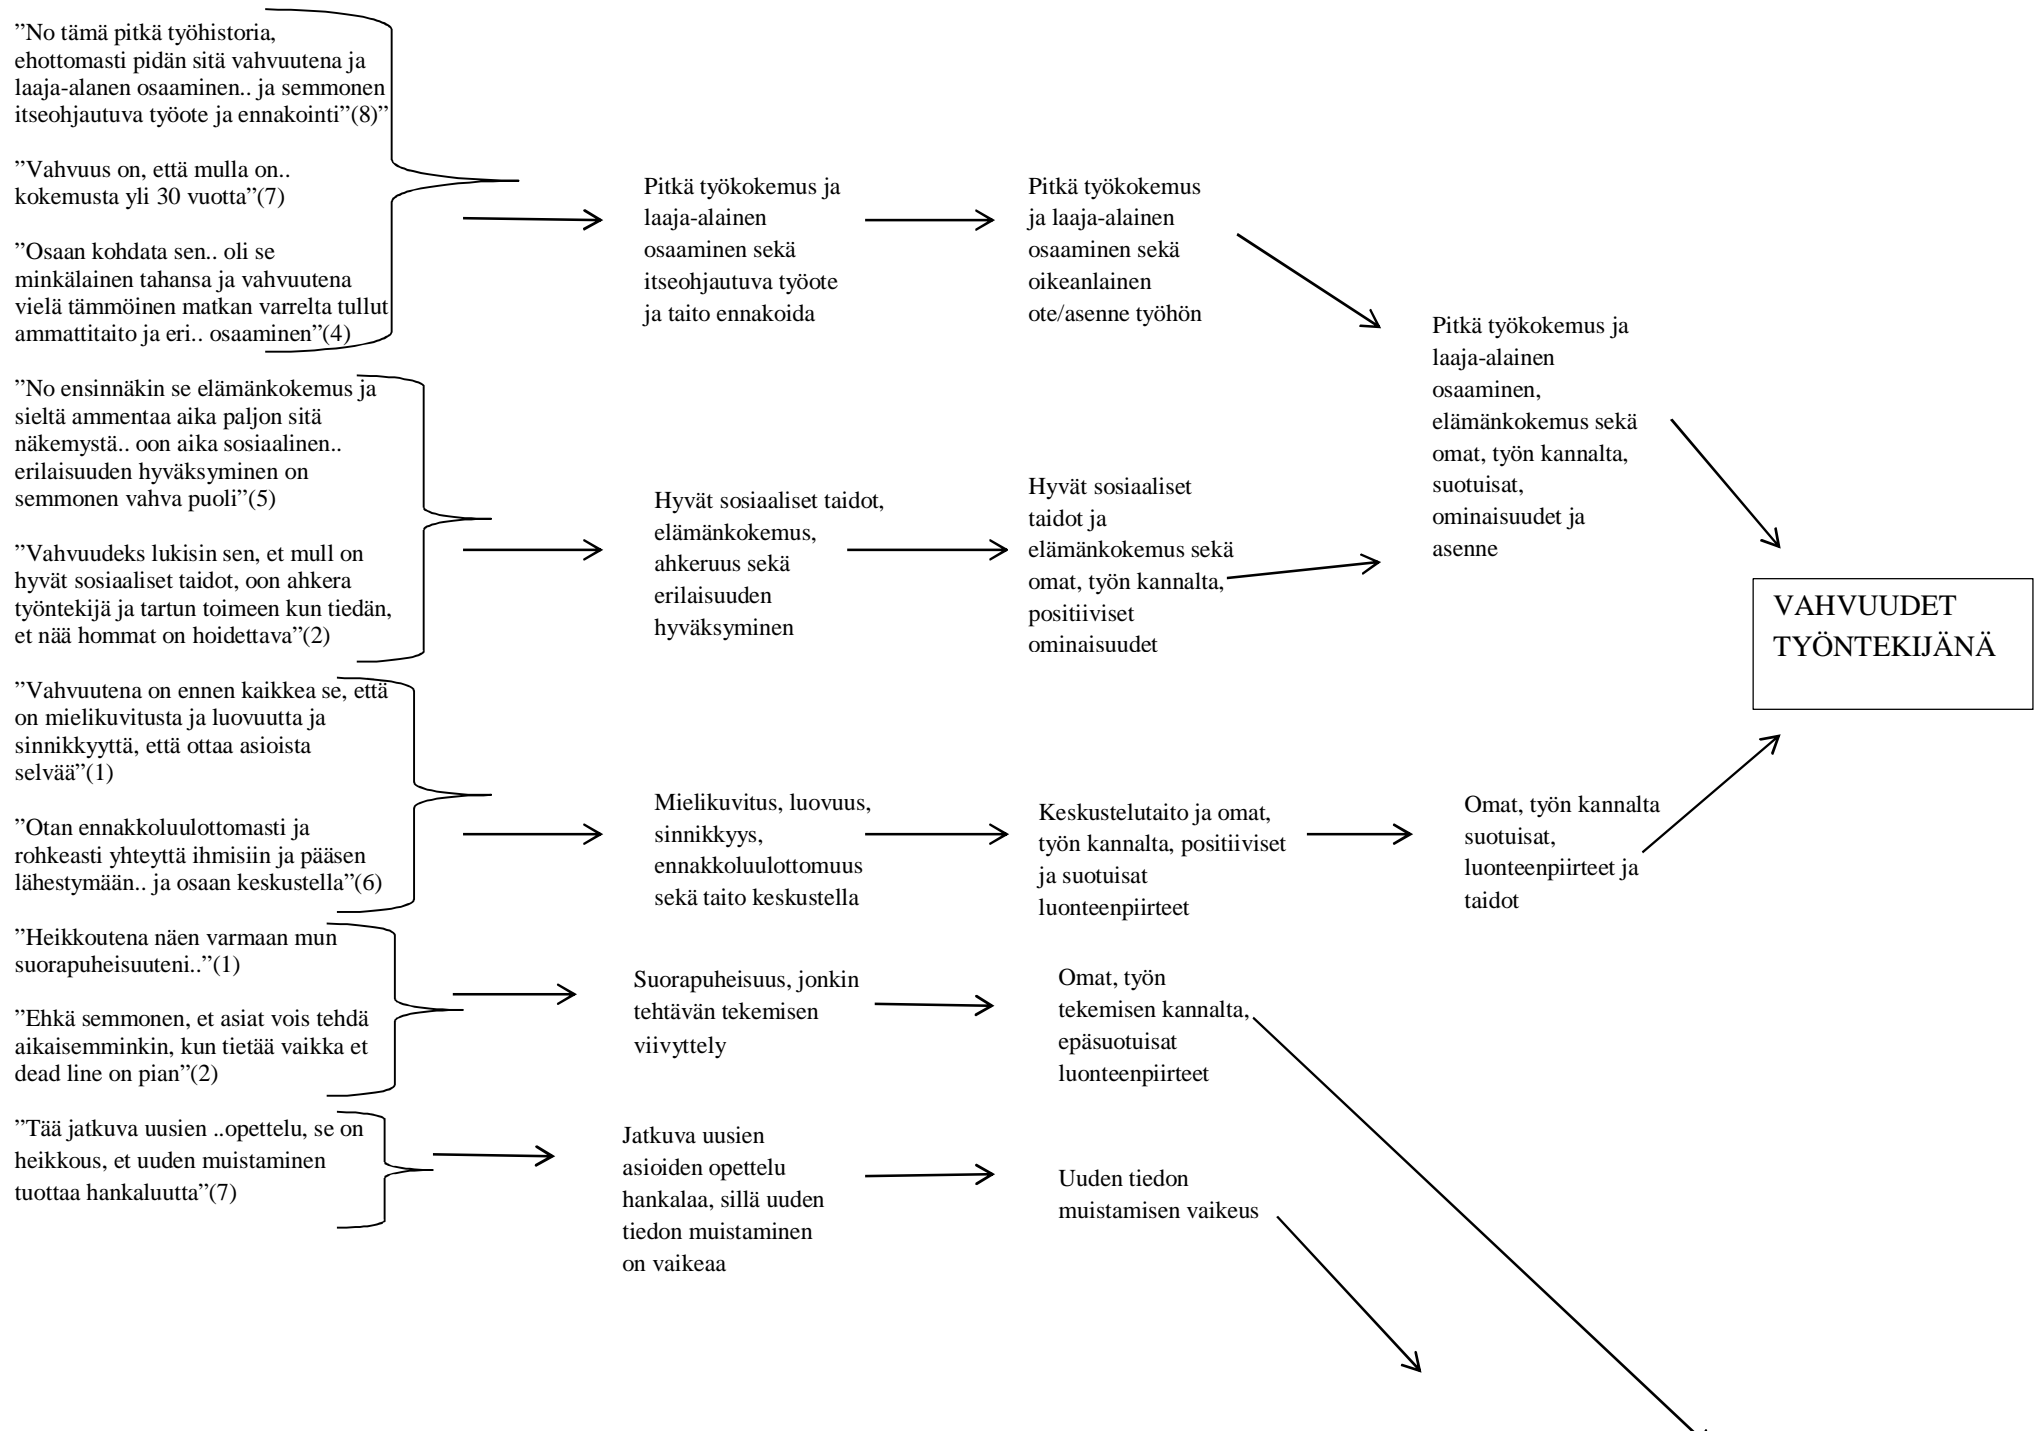 ”No tämä pitkä työhistoria,
ehottomasti pidän sitä vahvuutena ja
laaja-alanen osaaminen.. ja semmonen
itseohjautuva työote ja ennakointi”(8)”
”Vahvuus on, että mulla on..
kokemusta yli 30 vuotta”(7)
”Osaan kohdata sen.. oli se
minkälainen tahansa ja vahvuutena
vielä tämmöinen matkan varrelta tullut
ammattitaito ja eri.. osaaminen”(4)
”No ensinnäkin se elämänkokemus ja
sieltä ammentaa aika paljon sitä
näkemystä.. oon aika sosiaalinen..
erilaisuuden hyväksyminen on
semmonen vahva puoli”(5)
”Vahvuudeks lukisin sen, et mull on
hyvät sosiaaliset taidot, oon ahkera
työntekijä ja tartun toimeen kun tiedän,
et nää hommat on hoidettava”(2)
”Vahvuutena on ennen kaikkea se, että
on mielikuvitusta ja luovuutta ja
sinnikkyyttä, että ottaa asioista
selvää”(1)
”Otan ennakkoluulottomasti ja
rohkeasti yhteyttä ihmisiin ja pääsen
lähestymään.. ja osaan keskustella”(6)
”Heikkoutena näen varmaan mun
suorapuheisuuteni..”(1)
”Ehkä semmonen, et asiat vois tehdä
aikaisemminkin, kun tietää vaikka et
dead line on pian”(2)
”Tää jatkuva uusien ..opettelu, se on
heikkous, et uuden muistaminen
tuottaa hankaluutta”(7)
Pitkä työkokemus ja
laaja-alainen
osaaminen sekä
itseohjautuva työote
ja taito ennakoida
Hyvät sosiaaliset taidot,
elämänkokemus,
ahkeruus sekä
erilaisuuden
hyväksyminen
Mielikuvitus, luovuus,
sinnikkyys,
ennakkoluulottomuus
sekä taito keskustella
Suorapuheisuus, jonkin
tehtävän tekemisen
viivyttely
Jatkuva uusien
asioiden opettelu
hankalaa, sillä uuden
tiedon muistaminen
on vaikeaa
Pitkä työkokemus
ja laaja-alainen
osaaminen sekä
oikeanlainen
ote/asenne työhön
Hyvät sosiaaliset
taidot ja
elämänkokemus sekä
omat, työn kannalta,
positiiviset
ominaisuudet
Keskustelutaito ja omat,
työn kannalta, positiiviset
ja suotuisat
luonteenpiirteet
Omat, työn
tekemisen kannalta,
epäsuotuisat
luonteenpiirteet
Uuden tiedon
muistamisen vaikeus
Pitkä työkokemus ja
laaja-alainen
osaaminen,
elämänkokemus sekä
omat, työn kannalta,
suotuisat,
ominaisuudet ja
asenne
Omat, työn kannalta
suotuisat,
luonteenpiirteet ja
taidot
VAHVUUDET
TYÖNTEKIJÄNÄ